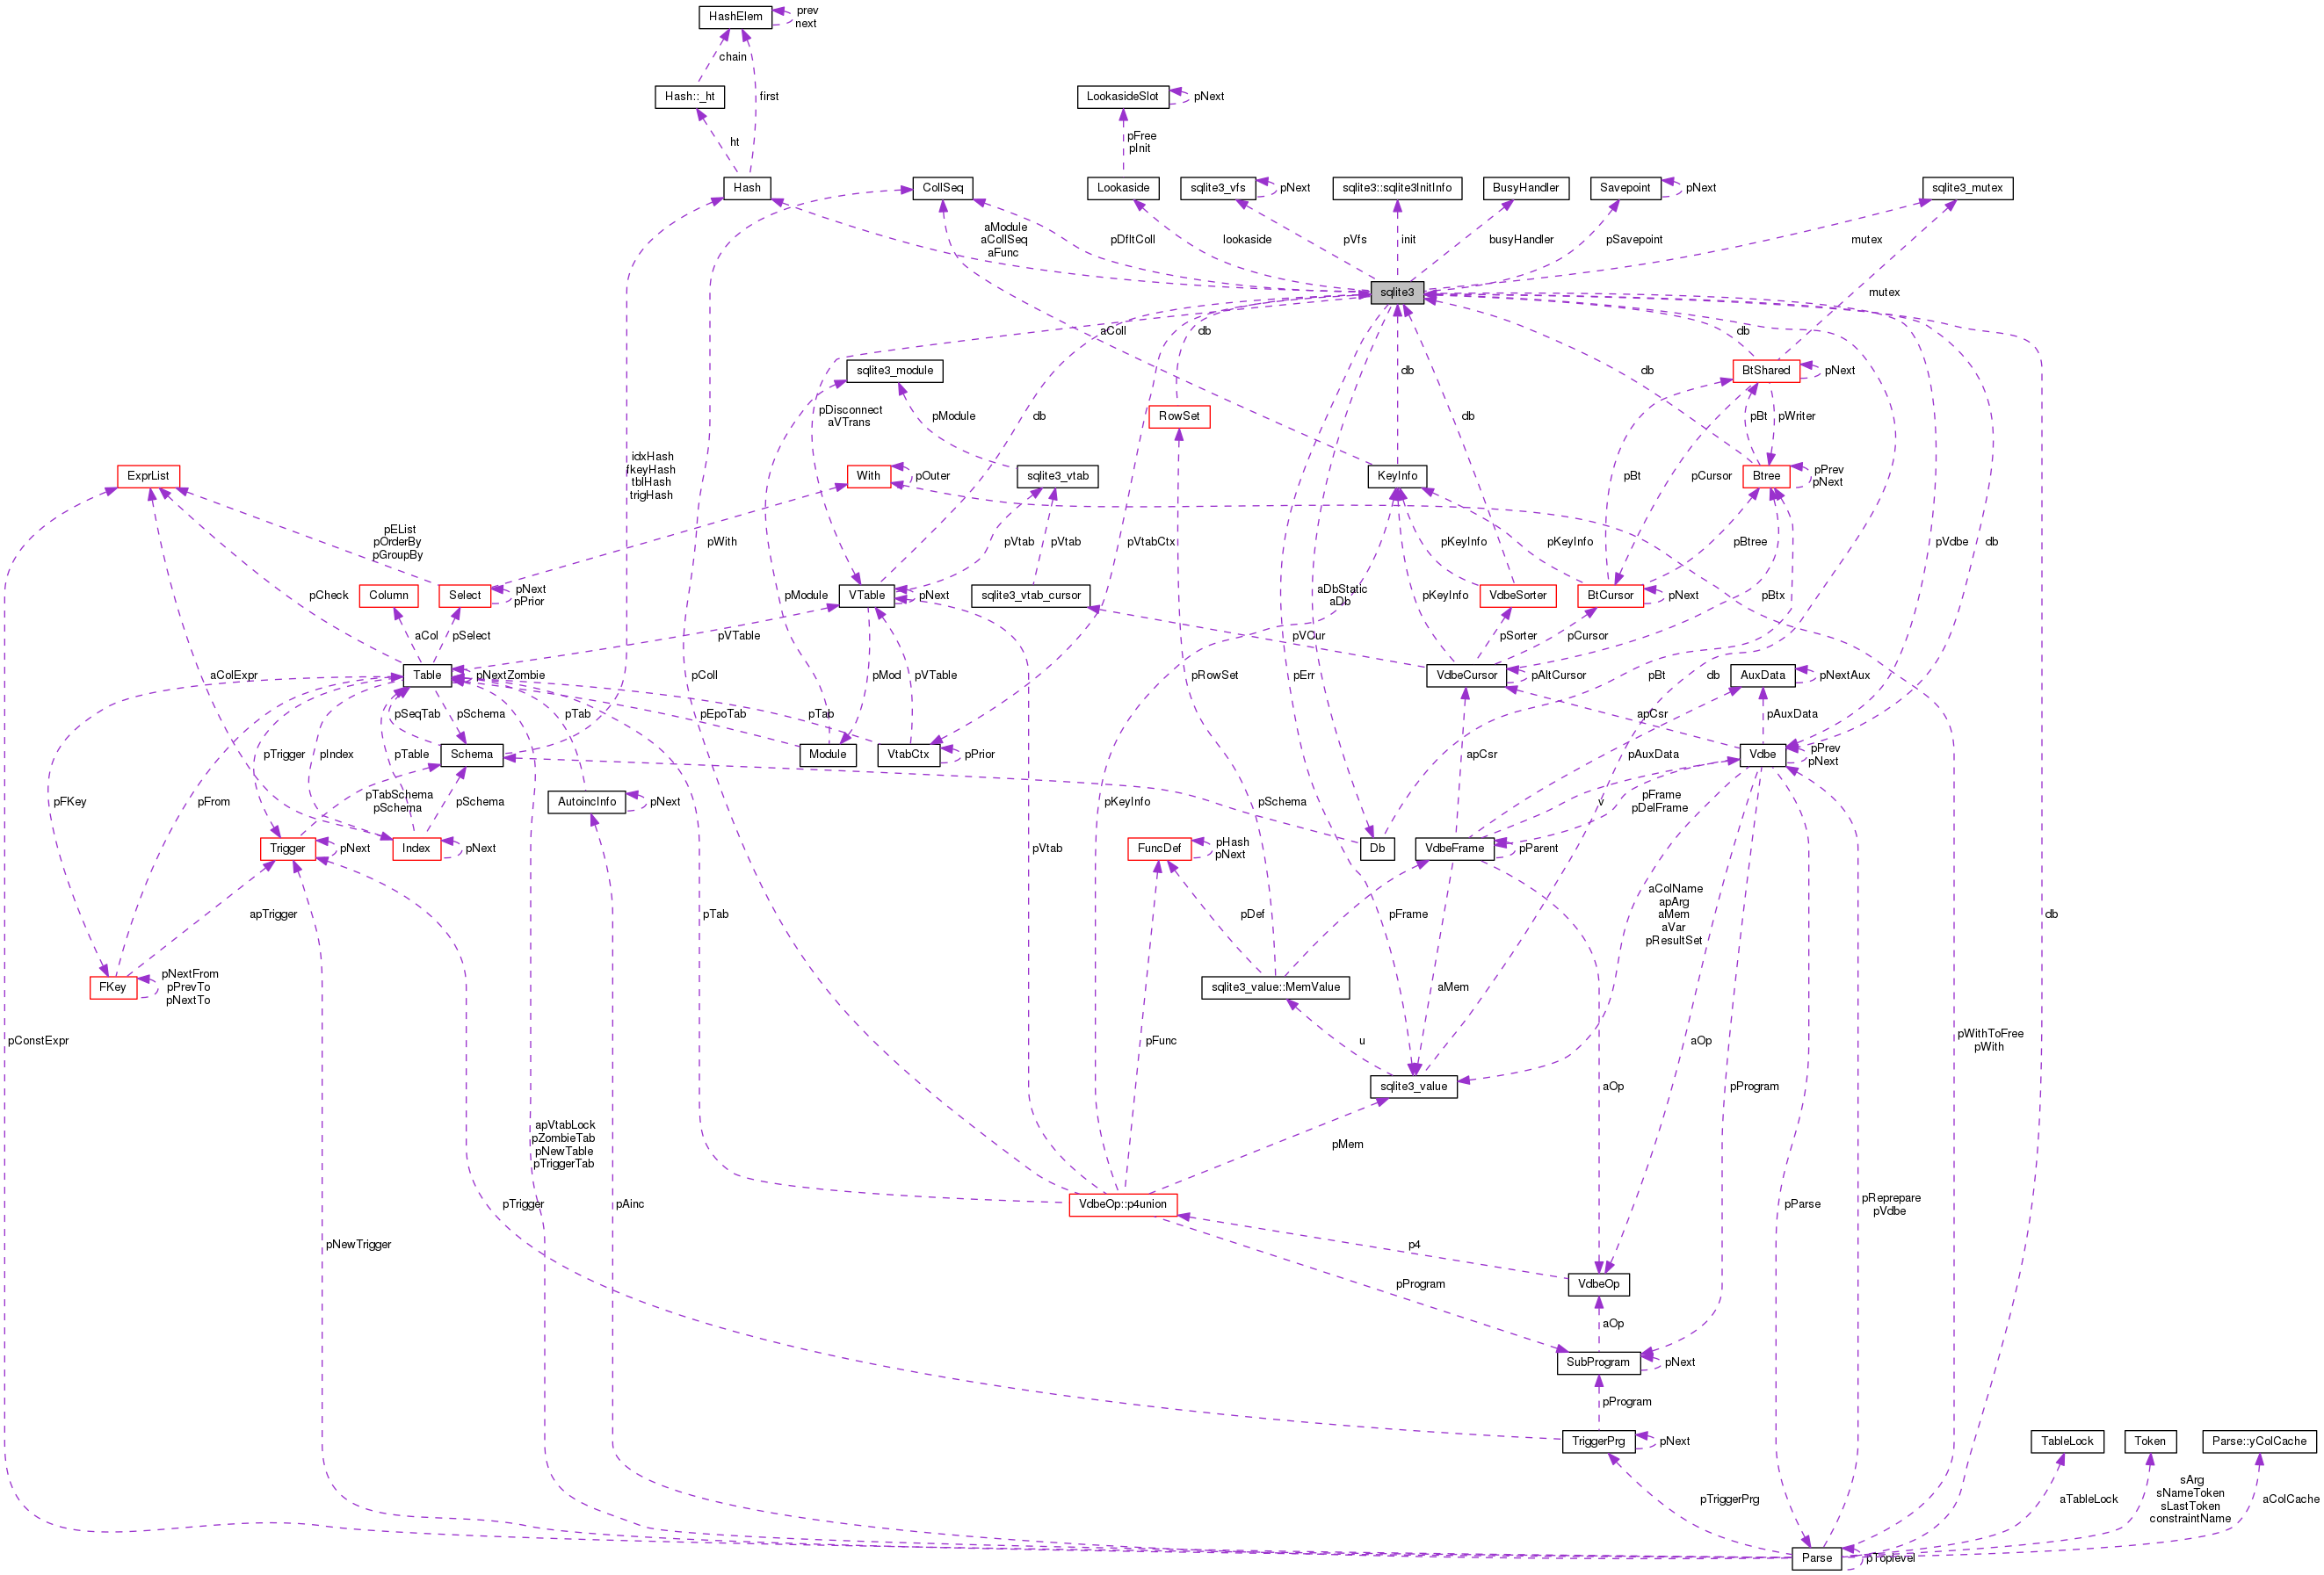 HashElem
prev
next
chain
Hash::_ht
first
LookasideSlot
pNext
ht
pFree
pInit
Hash
CollSeq
Lookaside
sqlite3_vfs
pNext
sqlite3::sqlite3InitInfo
BusyHandler
Savepoint
pNext
sqlite3_mutex
aModule
aCollSeq
aFunc
pDfltColl
lookaside
pVfs
init
busyHandler
pSavepoint
mutex
sqlite3
mutex
aColl
db
db
db
sqlite3_module
BtShared
pNext
pDisconnect
aVTrans
pModule
db
RowSet
db
pBt
pWriter
idxHash
fkeyHash
tblHash
trigHash
ExprList
With
pOuter
sqlite3_vtab
KeyInfo
pBt
pCursor
Btree
pPrev
pNext
pEList
pOrderBy
pGroupBy
pWith
pVtab
pVtab
pVtabCtx
pKeyInfo
pKeyInfo
pBtree
pVdbe
db
pCheck
Column
Select
pNext
pPrior
pModule
VTable
pNext
sqlite3_vtab_cursor
aDbStatic
aDb
pKeyInfo
VdbeSorter
BtCursor
pNext
pBtx
aCol
pSelect
pVTable
pVCur
pSorter
pCursor
aColExpr
Table
pNextZombie
pColl
pMod
pVTable
pRowSet
pErr
VdbeCursor
pAltCursor
pBt
db
AuxData
pNextAux
pSeqTab
pSchema
pTab
pEpoTab
pTab
apCsr
pAuxData
pTrigger
pIndex
pTable
Schema
Module
VtabCtx
pPrior
apCsr
pAuxData
Vdbe
pPrev
pNext
pFKey
pFrom
pTabSchema
pSchema
pSchema
AutoincInfo
pNext
pKeyInfo
pSchema
v
pFrame
pDelFrame
Trigger
pNext
Index
pNext
pVtab
FuncDef
pHash
pNext
Db
VdbeFrame
pParent
apTrigger
pTab
pDef
pFrame
aColName
apArg
aMem
aVar
pResultSet
db
FKey
pNextFrom
pPrevTo
pNextTo
sqlite3_value::MemValue
aMem
pConstExpr
pFunc
u
aOp
pWithToFree
pWith
sqlite3_value
aOp
pProgram
apVtabLock
pZombieTab
pNewTable
pTriggerTab
pMem
pTrigger
pAinc
VdbeOp::p4union
pParse
pReprepare
pVdbe
pNewTrigger
p4
pProgram
VdbeOp
aOp
SubProgram
pNext
pProgram
TriggerPrg
pNext
TableLock
Token
Parse::yColCache
pTriggerPrg
aTableLock
sArg
sNameToken
sLastToken
constraintName
aColCache
Parse
pToplevel